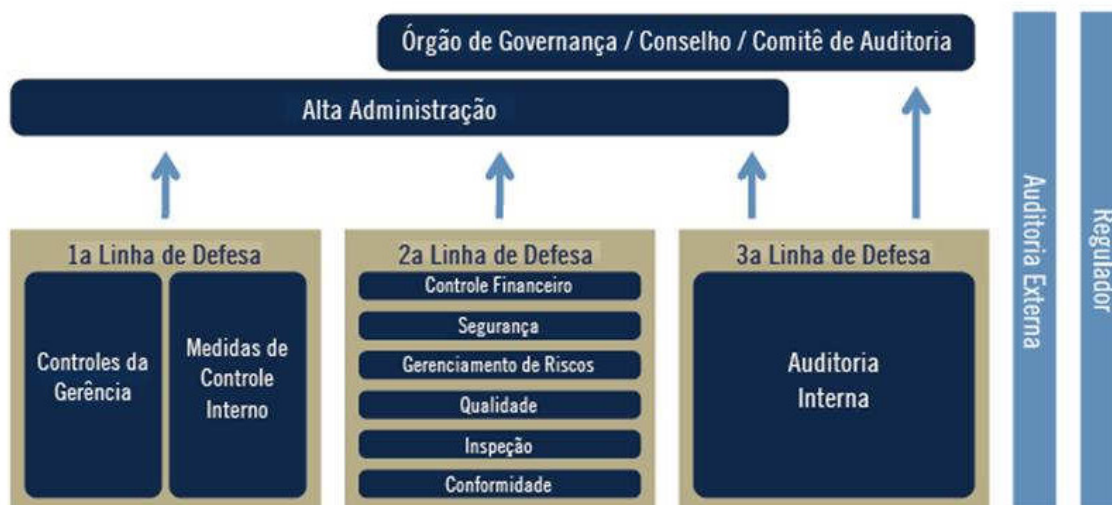 Órgão de Governança / Conselho / Comitê de Auditoria
Alta Administração
1a Linha de Defesa
Controles da
Gerência
Medidas de
Controle
Interno
2a Linha de Defesa
Controle Financeiro
Segurança
Gerenciamento de Riscos
Qualidade
Inspeção
Conformidade
3a Linha de Defesa
Auditoria
Interna
Auditoria Externa
Regulador